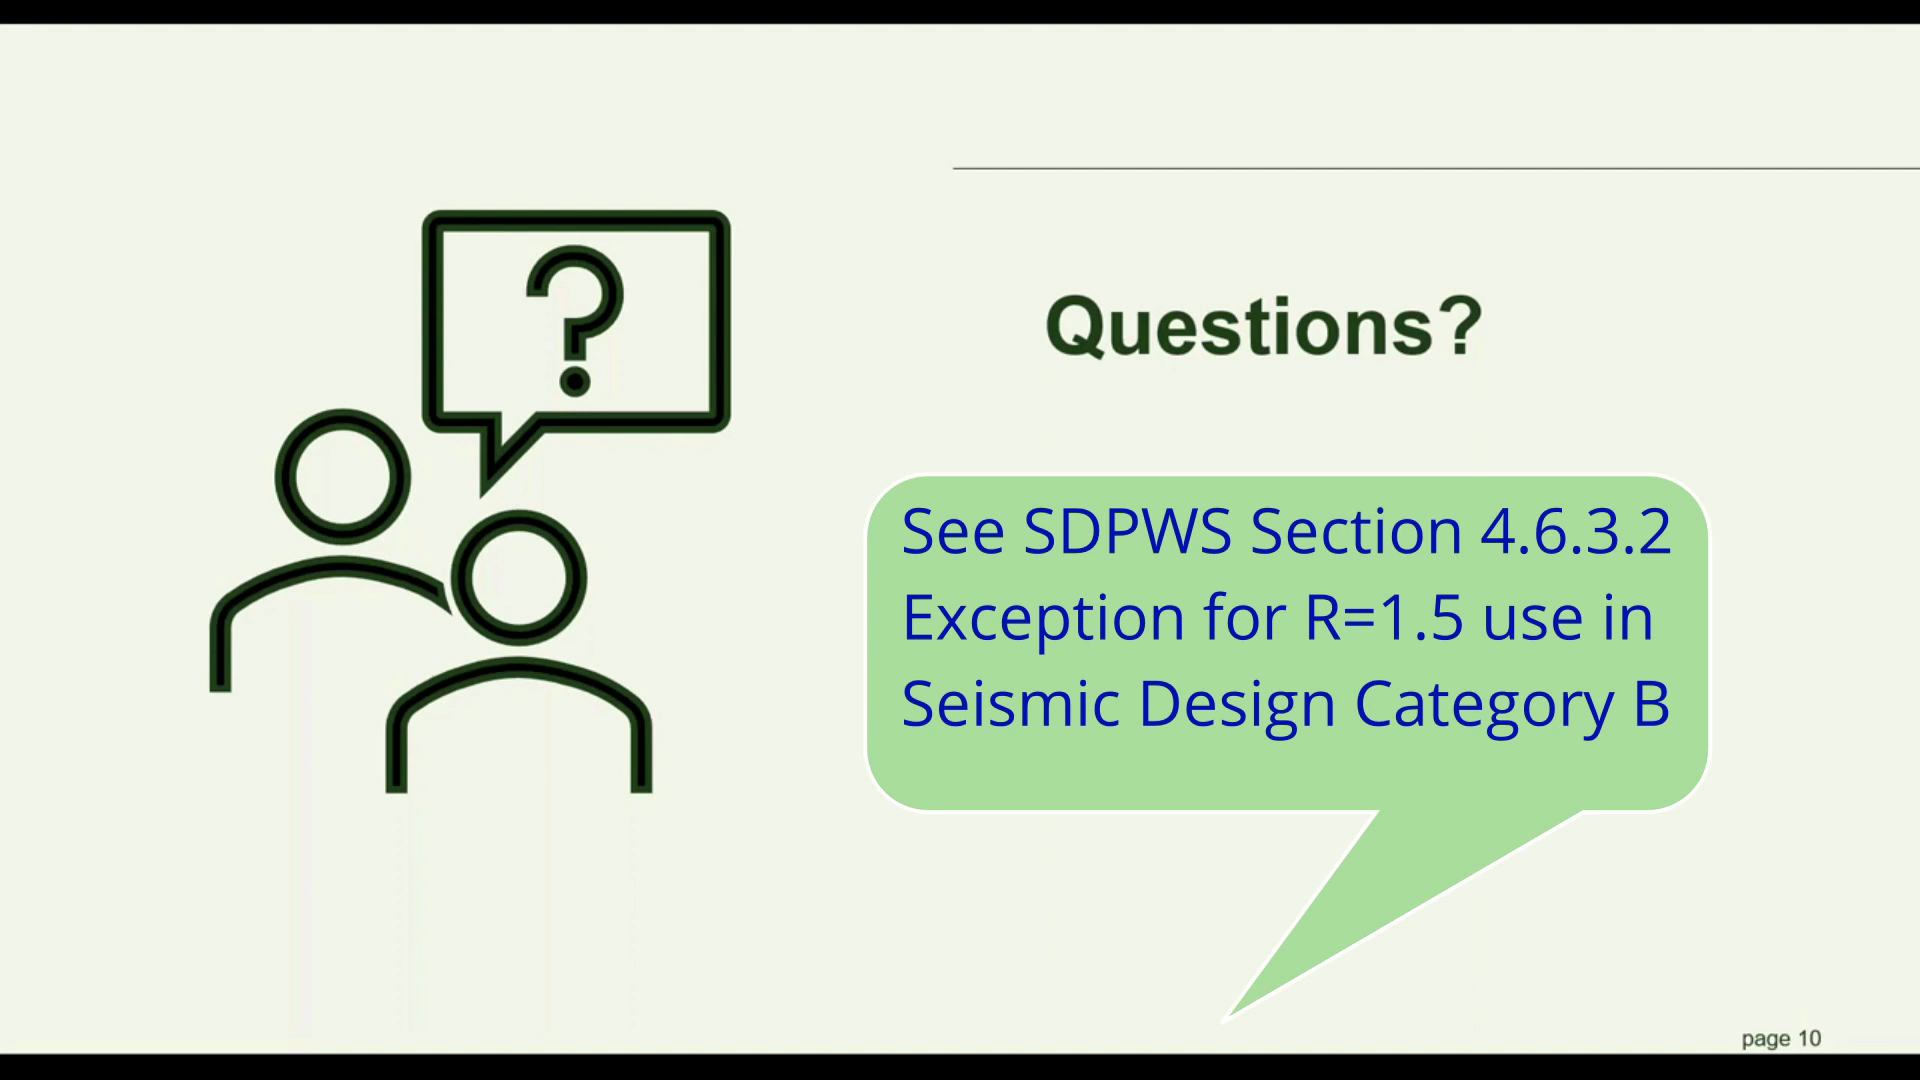 ?
Questions?
See SDPWS Section 4.6.3.2
Exception for R=1.5 use in
Seismic Design Category B
page 10